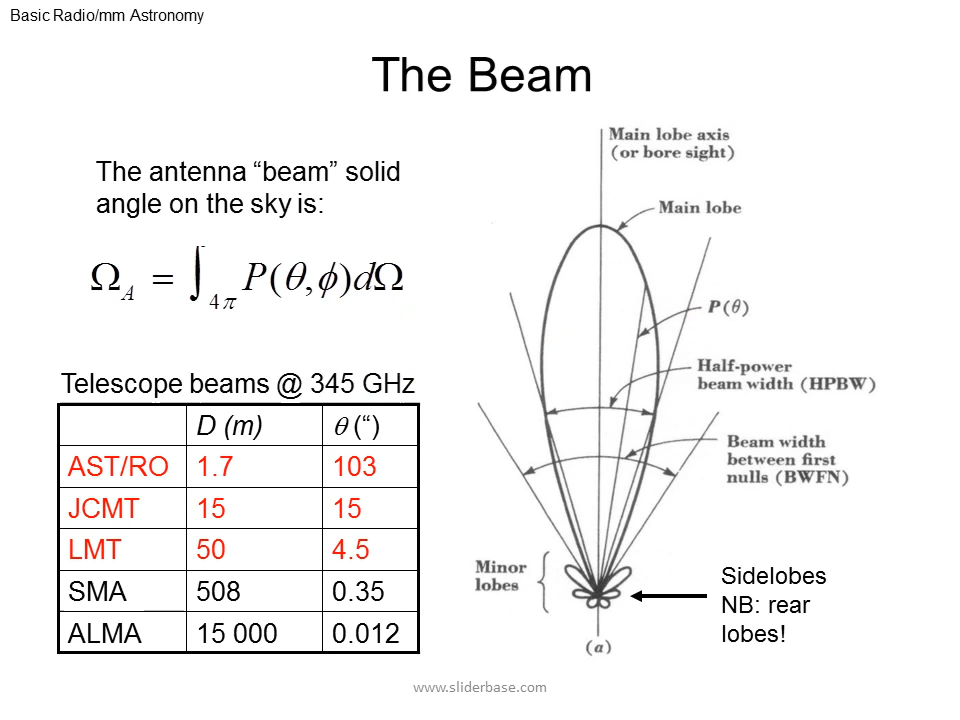 Basic Radio/mm Astronomy
The Beam
The antenna “beam” solid
angle on the sky is:
Ω_A = ∫_4π P(θ,ϕ)dΩ
Telescope beams @ 345 GHz
D (m) θ (“)
AST/RO 1.7 103
JCMT 15 15
LMT 50 4.5
SMA 508 0.35
ALMA 15 000 0.012
Main lobe axis
(or bore sight)
Main lobe
P(θ)
Half-power
beam width (HPBW)
Beam width
between first
nulls (BWFN)
Minor
lobes
Sidelobes
NB: rear
lobes!
(a)
www.sliderbase.com